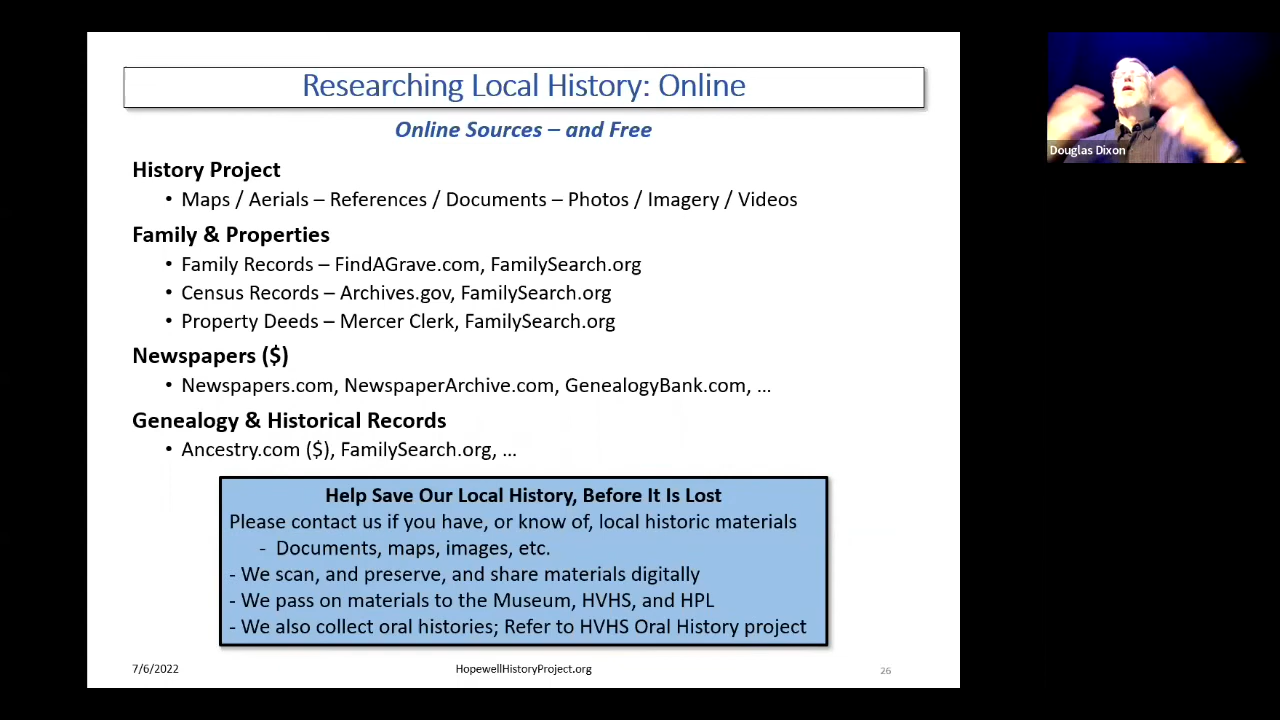 Researching Local History: Online
Online Sources – and Free
History Project
• Maps / Aerials – References / Documents – Photos / Imagery / Videos
Family & Properties
• Family Records – FindAGrave.com, FamilySearch.org
• Census Records – Archives.gov, FamilySearch.org
• Property Deeds – Mercer Clerk, FamilySearch.org
Newspapers ($)
• Newspapers.com, NewspaperArchive.com, GenealogyBank.com, ...
Genealogy & Historical Records
• Ancestry.com ($), FamilySearch.org, ...
Help Save Our Local History, Before It Is Lost
Please contact us if you have, or know of, local historic materials
- Documents, maps, images, etc.
- We scan, and preserve, and share materials digitally
- We pass on materials to the Museum, HVHS, and HPL
- We also collect oral histories; Refer to HVHS Oral History project
7/6/2022
HopewellHistoryProject.org
26
Douglas Dixon